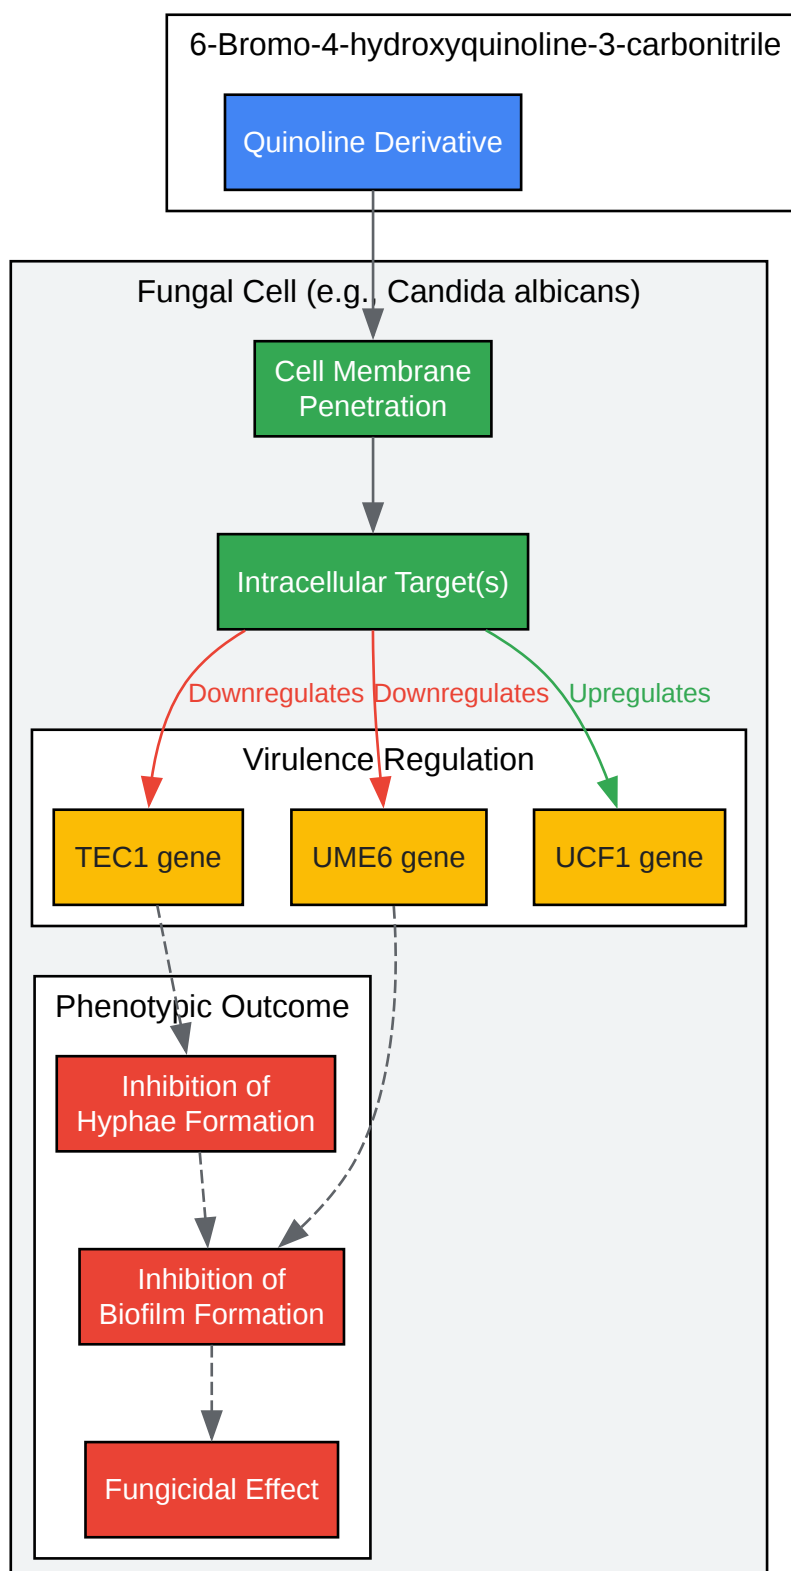 6-Bromo-4-hydroxyquinoline-3-carbonitrile
Quinoline Derivative
Fungal Cell (e.g., Candida albicans)
Cell Membrane
Penetration
Intracellular Target(s)
Downregulates
Downregulates
Upregulates
Virulence Regulation
TEC1 gene
UME6 gene
UCF1 gene
Phenotypic Outcome
Inhibition of
Hyphae Formation
Inhibition of
Biofilm Formation
Fungicidal Effect